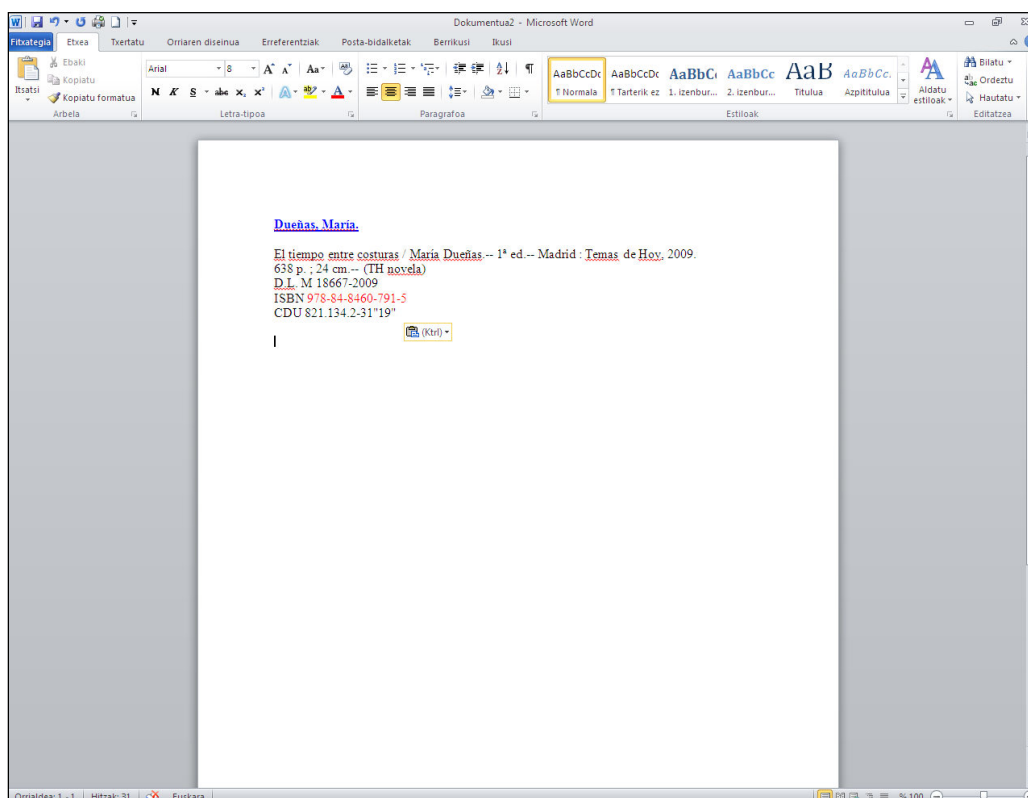 Dokumentua2 - Microsoft Word
Fitxategia Etxea Txertatu Orriaren diseinua Erreferentziak Posta-bidalketak Berrikusi Ikusi
Itsatsi
Ebaki
Kopiatu
Kopiatu formatua
Arbela
Arial 8
N K S abc x₂ x²
Letra-tipoa
Paragrafoa
AaBbCcDc AaBbCcDc AaBbC AaBbCc AaB AaBbCc.
¶ Normala ¶ Tarterik ez 1. izenbur... 2. izenbur... Titulua Azpititulua
Aldatu
estiloak
Estiloak
Bilatu
Ordeztu
Hautatu
Editatzea
Dueñas, María.
El tiempo entre costuras / María Dueñas.-- 1ª ed.-- Madrid : Temas de Hoy, 2009.
638 p. ; 24 cm.-- (TH novela)
D.L. M 18667-2009
ISBN 978-84-8460-791-5
CDU 821.134.2-31"19"
(Ktrl)
Orrialdea: 1 - 1 Hitzak: 31 Euskara % 100